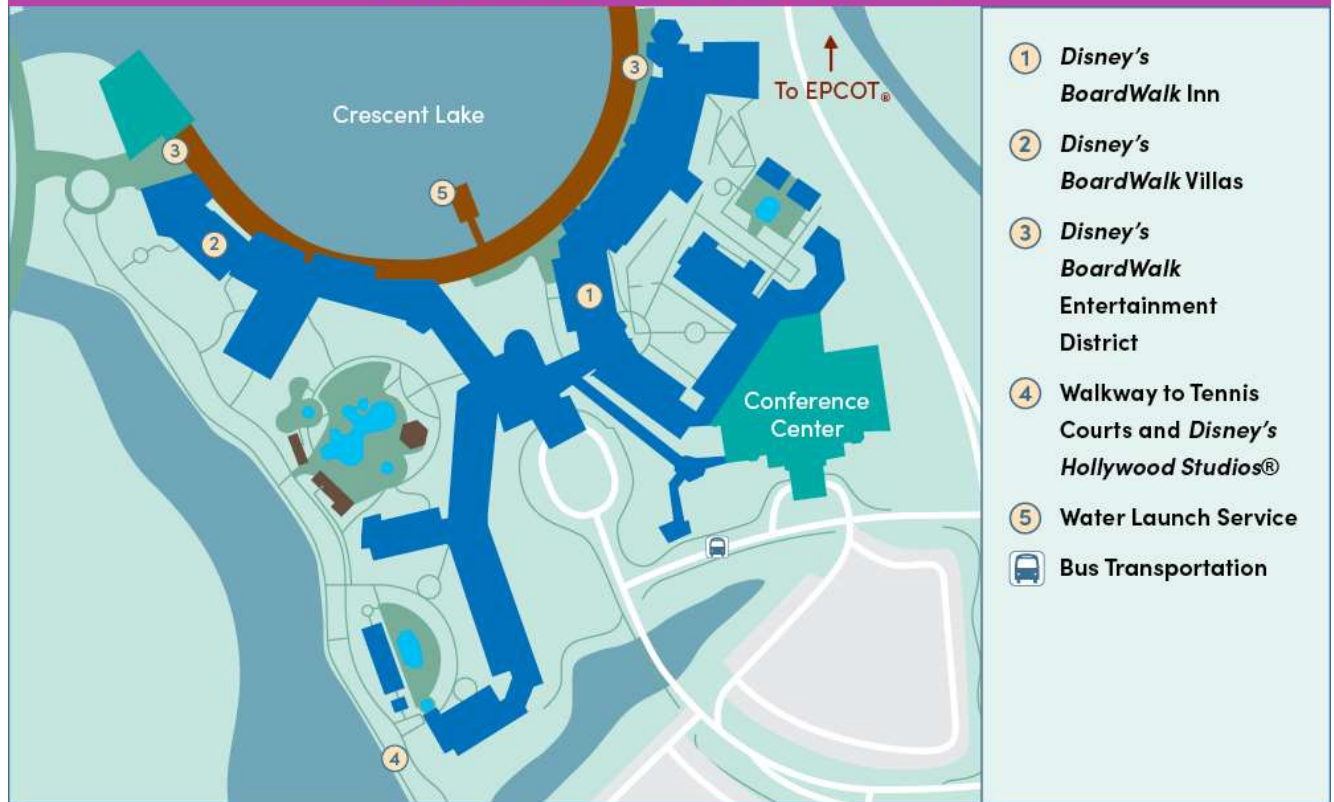 3
To EPCOT®
Crescent Lake
3
5
2
1
Conference
Center
4
1 Disney's
BoardWalk Inn
2 Disney's
BoardWalk Villas
3 Disney's
BoardWalk
Entertainment
District
4 Walkway to Tennis
Courts and Disney's
Hollywood Studios®
5 Water Launch Service
Bus Transportation